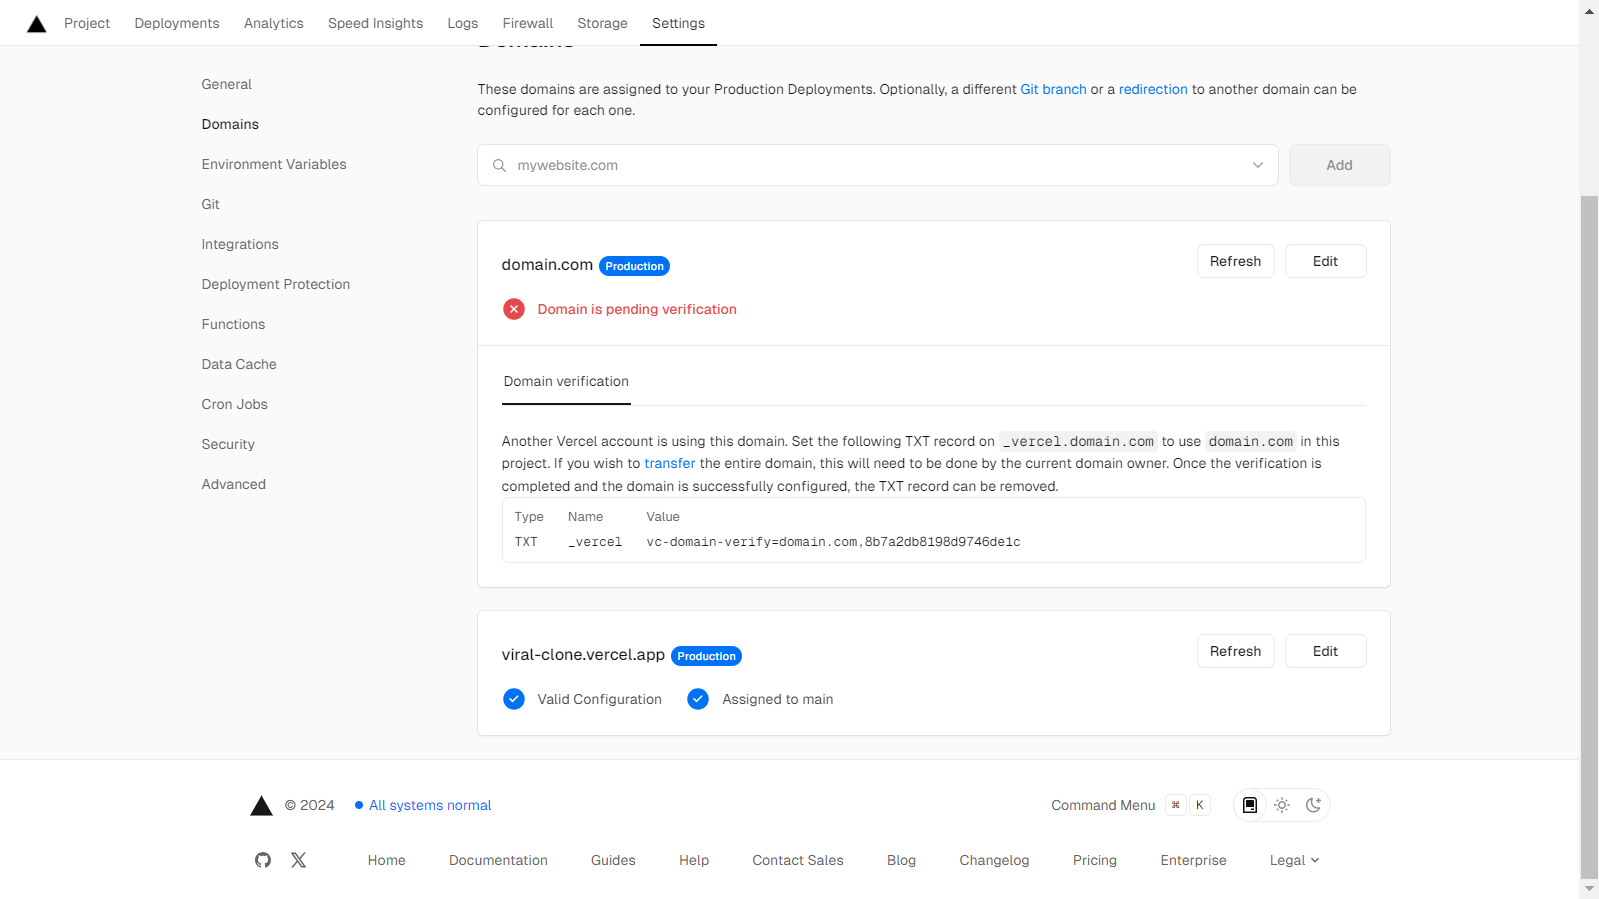 Project Deployments Analytics Speed Insights Logs Firewall Storage Settings
Domains
General
Domains
Environment Variables
Git
Integrations
Deployment Protection
Functions
Data Cache
Cron Jobs
Security
Advanced
These domains are assigned to your Production Deployments. Optionally, a different Git branch or a redirection to another domain can be
configured for each one.
mywebsite.com Add
domain.com Production Refresh Edit
Domain is pending verification
Domain verification
Another Vercel account is using this domain. Set the following TXT record on _vercel.domain.com to use domain.com in this
project. If you wish to transfer the entire domain, this will need to be done by the current domain owner. Once the verification is
completed and the domain is successfully configured, the TXT record can be removed.
Type Name Value
TXT _vercel vc-domain-verify=domain.com,8b7a2db8198d9746de1c
viral-clone.vercel.app Production Refresh Edit
Valid Configuration Assigned to main
© 2024 All systems normal Command Menu ⌘ K
Home Documentation Guides Help Contact Sales Blog Changelog Pricing Enterprise Legal